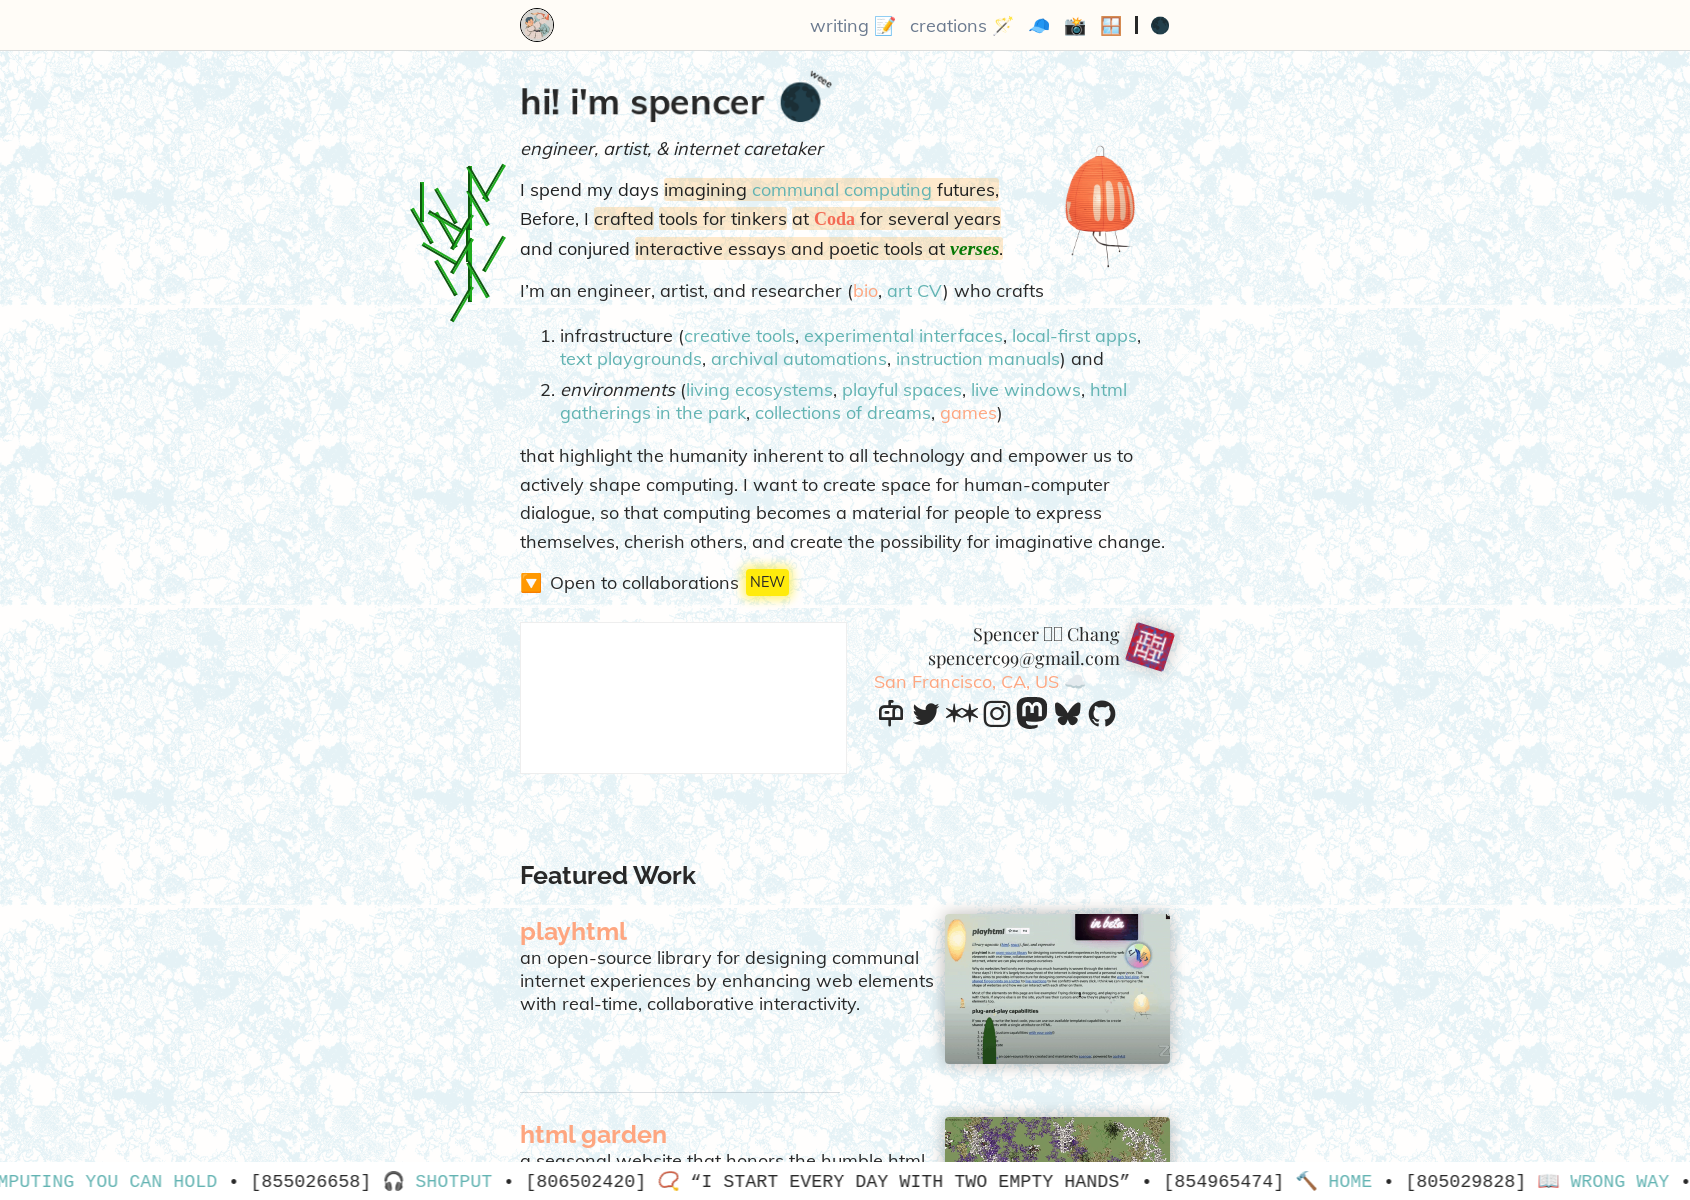 writing 📝 creations 🪄 🧢 📸 🪟 | 🌑
weee
hi! i'm spencer 🌑
engineer, artist, & internet caretaker
I spend my days imagining communal computing futures,
Before, I crafted tools for tinkers at Coda for several years
and conjured interactive essays and poetic tools at verses.
I’m an engineer, artist, and researcher (bio, art CV) who crafts
1. infrastructure (creative tools, experimental interfaces, local-first apps,
text playgrounds, archival automations, instruction manuals) and
2. environments (living ecosystems, playful spaces, live windows, html
gatherings in the park, collections of dreams, games)
that highlight the humanity inherent to all technology and empower us to
actively shape computing. I want to create space for human-computer
dialogue, so that computing becomes a material for people to express
themselves, cherish others, and create the possibility for imaginative change.
🔽 Open to collaborations NEW
Spencer Chang
spencerc99@gmail.com
San Francisco, CA, US ☁️
Featured Work
playhtml
an open-source library for designing communal
internet experiences by enhancing web elements
with real-time, collaborative interactivity.
in beta
playhtml
plug-and-play capabilities
html garden
a seasonal website that honors the humble html
MPUTING YOU CAN HOLD • [855026658] 🎧 SHOTPUT • [806502420] 📿 “I START EVERY DAY WITH TWO EMPTY HANDS” • [854965474] 🔨 HOME • [805029828] 📖 WRONG WAY •